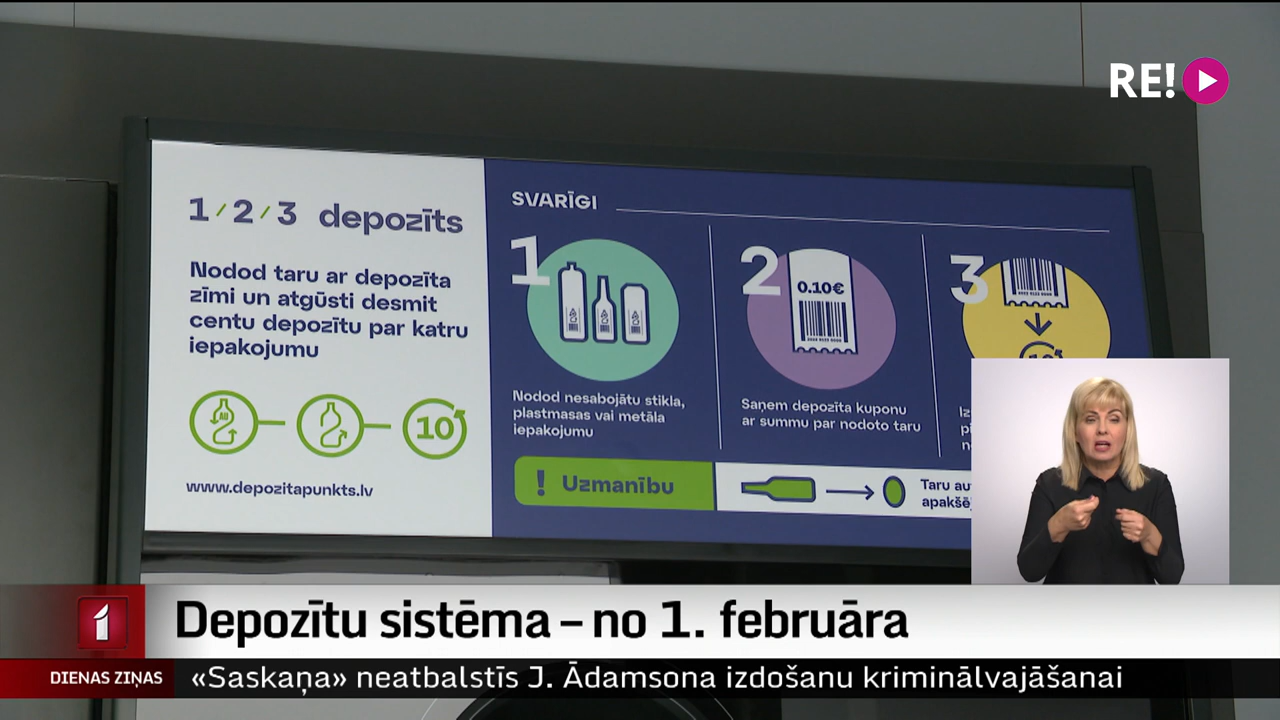 RE!
1/2/3 depozīts
Nodod taru ar depozīta
zīmi un atgūsti desmit
centu depozītu par katru
iepakojumu
10
www.depozitapunkts.lv
SVARĪGI
1
Nodod nesabojātu stikla,
plastmasas vai metāla
iepakojumu
2
0.10€
Saņem depozīta kuponu
ar summu par nodoto taru
3
! Uzmanību
Taru
1
Depozītu sistēma – no 1. februāra
DIENAS ZIŅAS
«Saskaņa» neatbalstīs J. Ādamsona izdošanu kriminālvajāšanai